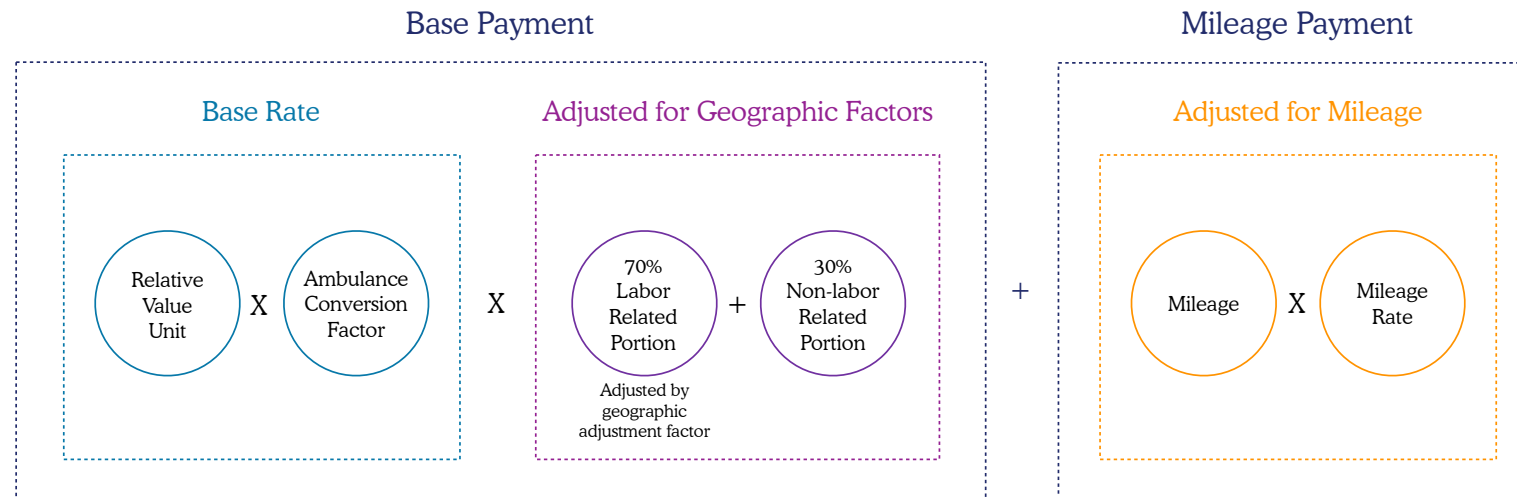 Base Payment
Mileage Payment
Base Rate
Adjusted for Geographic Factors
Adjusted for Mileage
Relative
Value
Unit
X
Ambulance
Conversion
Factor
X
70%
Labor
Related
Portion
+
30%
Non-labor
Related
Portion
Adjusted by
geographic
adjustment factor
+
Mileage
X
Mileage
Rate